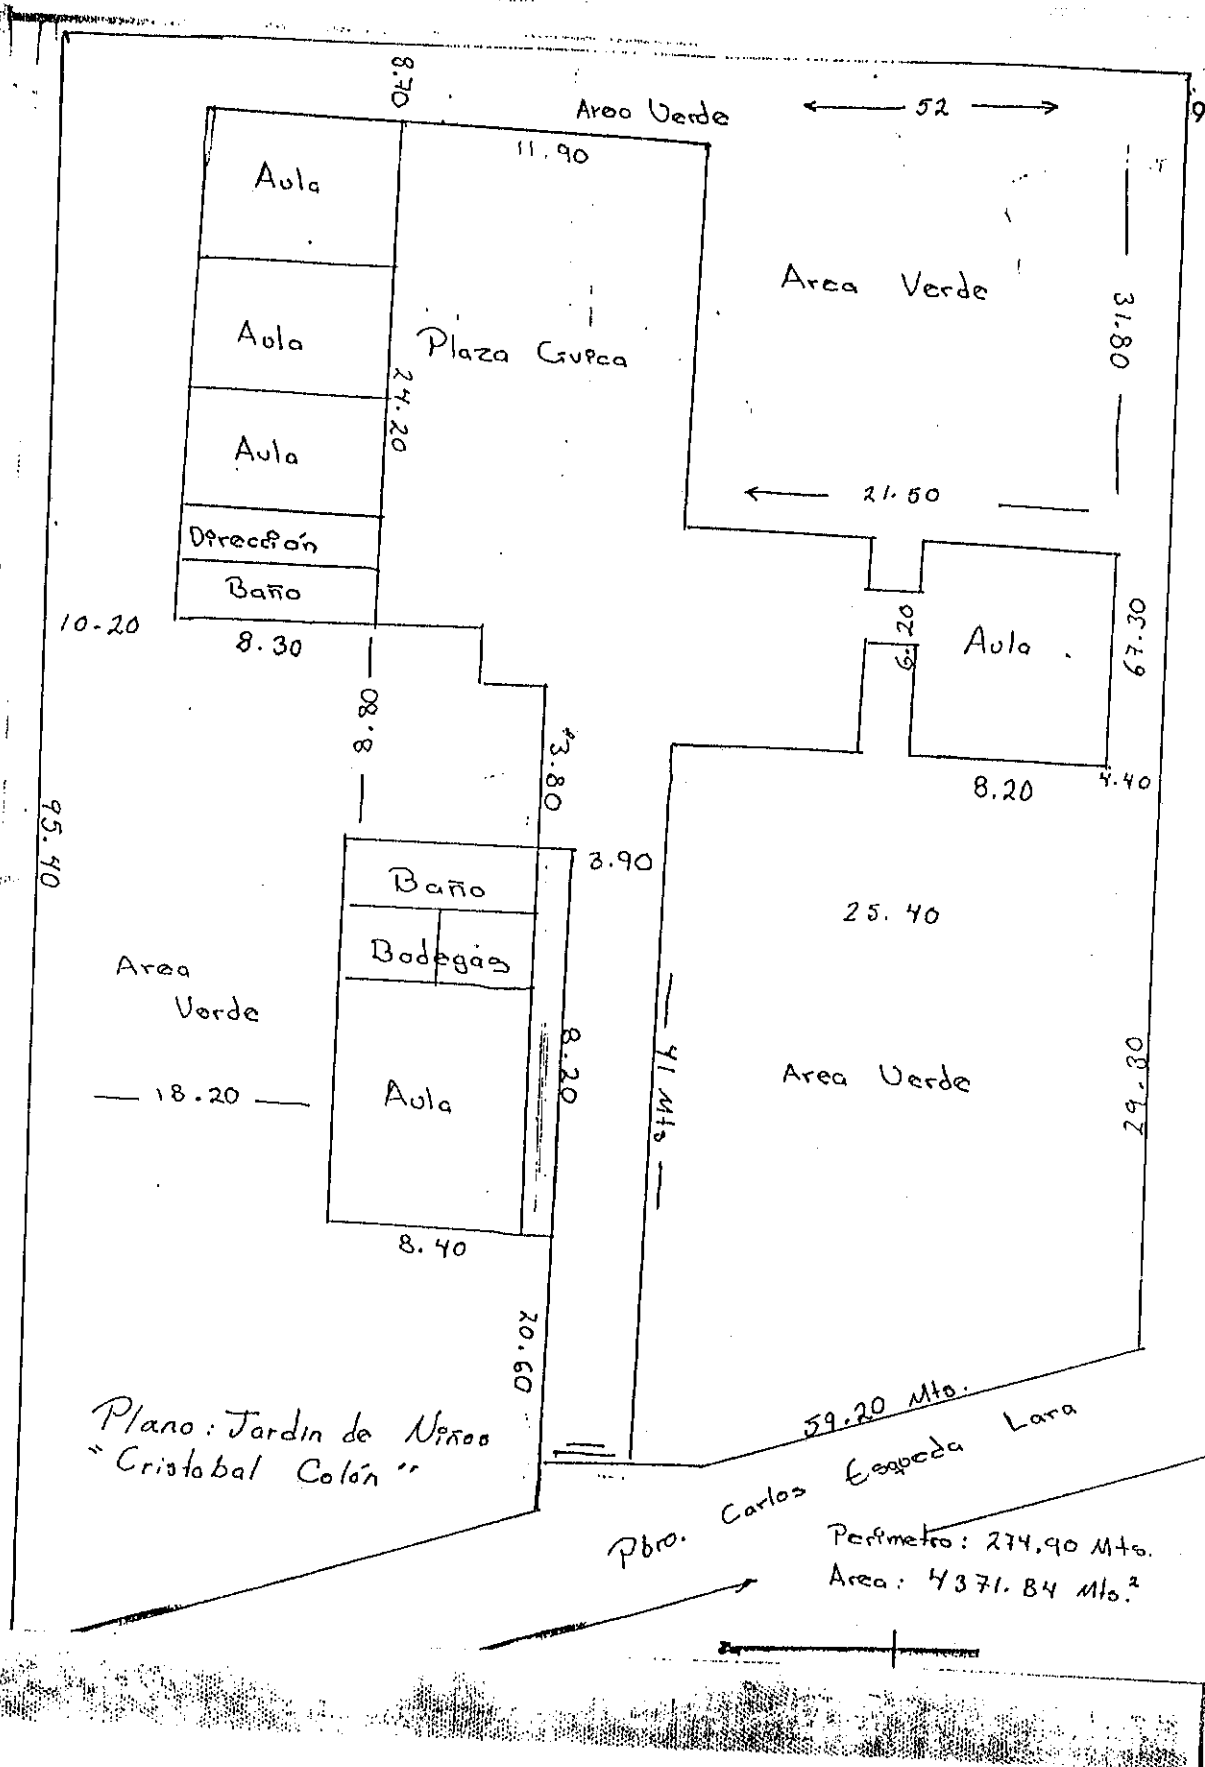 8.70
Area Verde
52
11.90
Aula
Area Verde
31.80
Aula
Plaza Civica
24.20
Aula
21.50
Dirección
Baño
10.20
8.30
6.20
Aula
67.30
8.80
3.80
8.20
4.40
95.40
3.90
Baño
25.40
Bodegas
Area
Verde
18.20
Aula
8.20
41 Mts
Area Verde
29.30
8.40
20.60
59.20 Mts.
Plano: Jardin de Niños
"Cristobal Colón"
Pbro. Carlos Esqueda Lara
Perímetro: 274.90 Mts.
Area: 4371.84 Mts.²